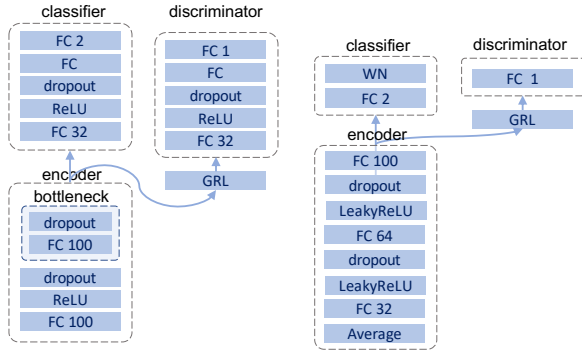 classifier
FC 2
FC
dropout
ReLU
FC 32
discriminator
FC 1
FC
dropout
ReLU
FC 32
GRL
encoder
bottleneck
dropout
FC 100
dropout
ReLU
FC 100
classifier
WN
FC 2
discriminator
FC 1
GRL
encoder
FC 100
dropout
LeakyReLU
FC 64
dropout
LeakyReLU
FC 32
Average